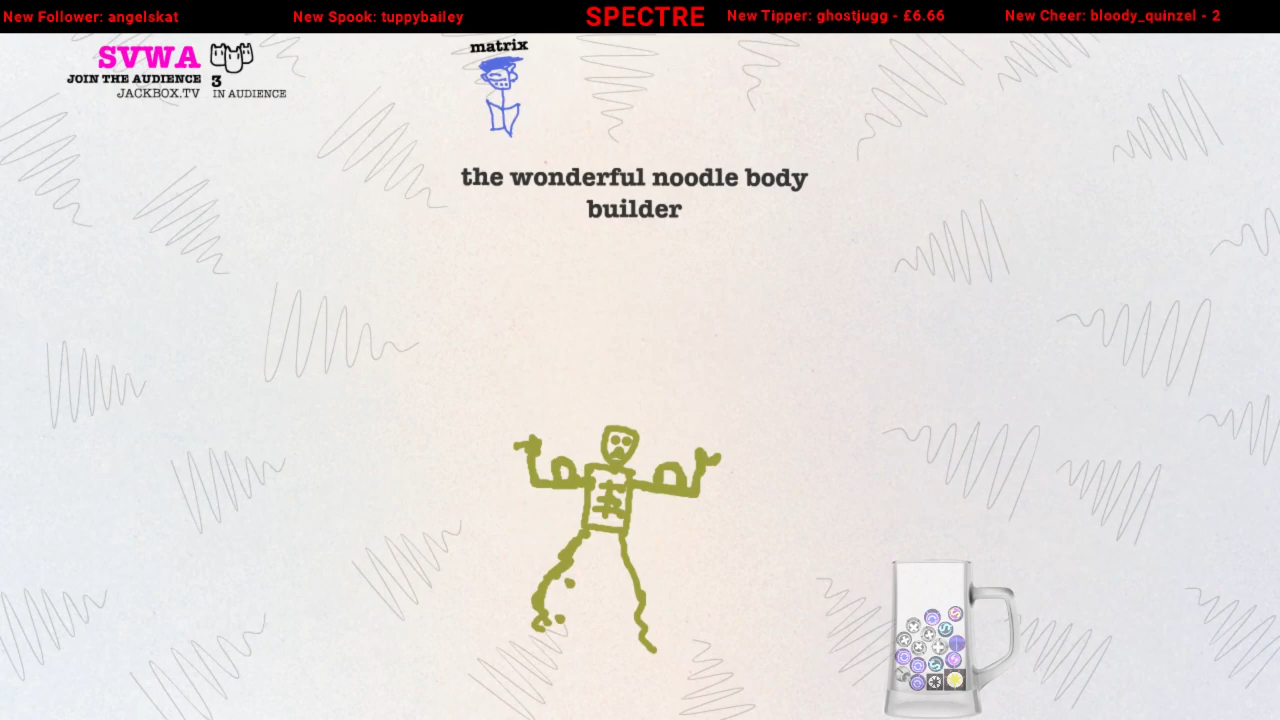 New Follower: angelskat
New Spook: tuppybailey
SPECTRE
New Tipper: ghostjugg - £6.66
New Cheer: bloody_quinzel - 2
SVWA
JOIN THE AUDIENCE
JACKBOX.TV
3
IN AUDIENCE
matrix
the wonderful noodle body
builder